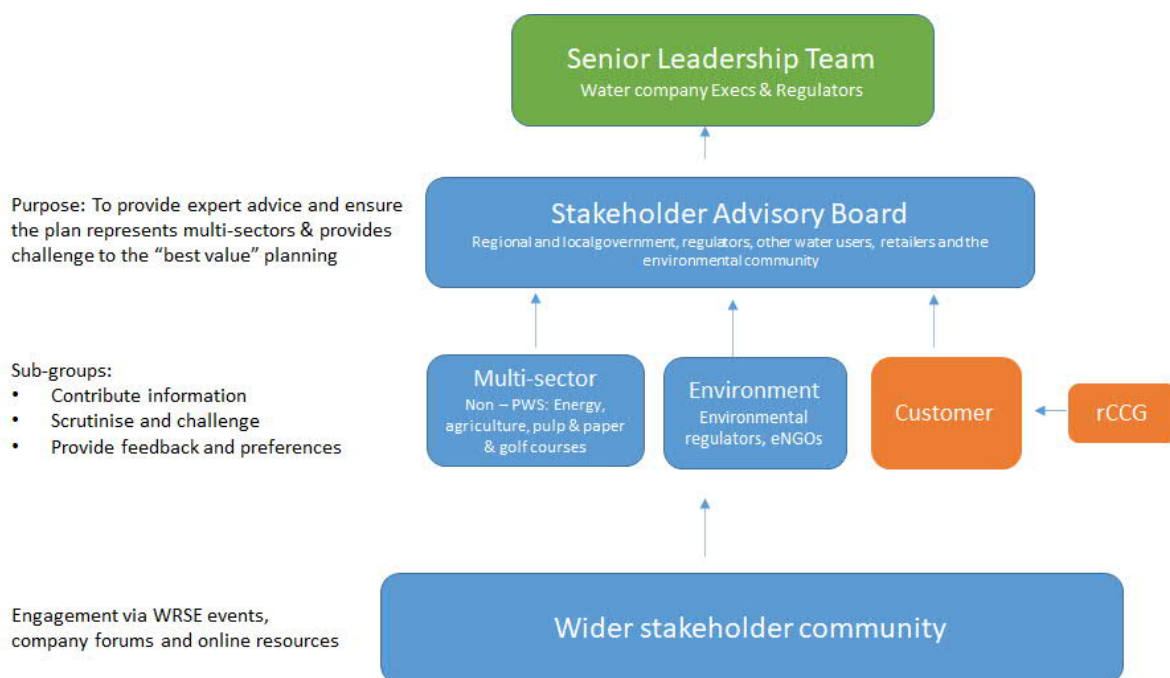 Senior Leadership Team
Water company Execs & Regulators
Purpose: To provide expert advice and ensure
the plan represents multi-sectors & provides
challenge to the “best value” planning
Stakeholder Advisory Board
Regional and local government, regulators, other water users, retailers and the
environmental community
Sub-groups:
• Contribute information
• Scrutinise and challenge
• Provide feedback and preferences
Multi-sector
Non – PWS: Energy,
agriculture, pulp & paper
& golf courses
Environment
Environmental
regulators, eNGOs
Customer
rCCG
Engagement via WRSE events,
company forums and online resources
Wider stakeholder community